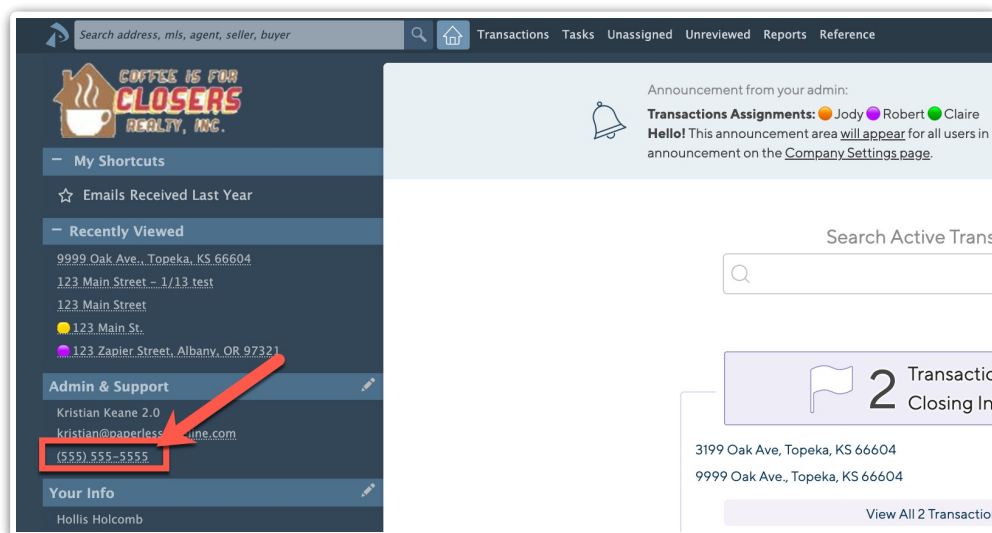 Search address, mls, agent, seller, buyer
Transactions Tasks Unassigned Unreviewed Reports Reference
COFFEE IS FOR
CLOSERS
REALTY, INC.
Announcement from your admin:
Transactions Assignments: Jody Robert Claire
Hello! This announcement area will appear for all users in
announcement on the Company Settings page.
My Shortcuts
Emails Received Last Year
Recently Viewed
9999 Oak Ave., Topeka, KS 66604
123 Main Street - 1/13 test
123 Main Street
123 Main St.
123 Zapier Street, Albany, OR 97321
Admin & Support
Kristian Keane 2.0
kristian@paperless ine.com
(555) 555-5555
Your Info
Hollis Holcomb
Search Active Trans
2 Transactio
Closing In
3199 Oak Ave, Topeka, KS 66604
9999 Oak Ave., Topeka, KS 66604
View All 2 Transactio